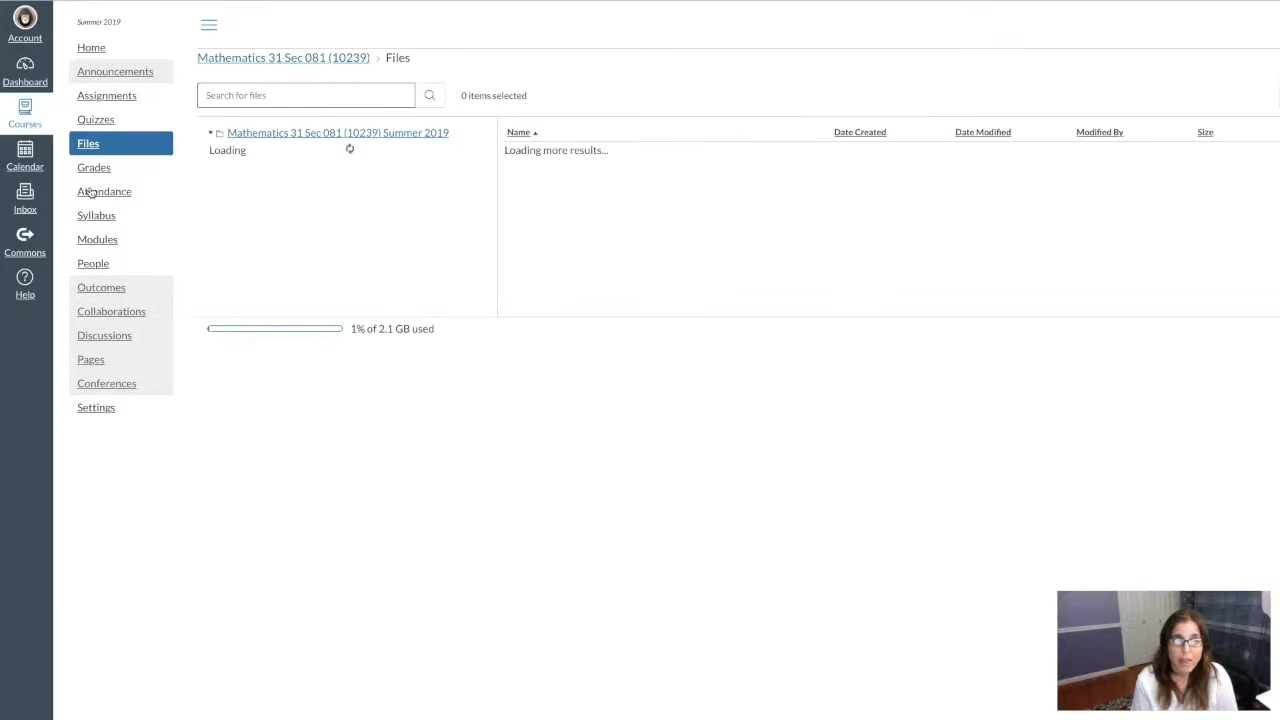 Account
Dashboard
Courses
Calendar
Inbox
Commons
Help
Summer 2019
Home
Announcements
Assignments
Quizzes
Files
Grades
Attendance
Syllabus
Modules
People
Outcomes
Collaborations
Discussions
Pages
Conferences
Settings
Mathematics 31 Sec 081 (10239) › Files
Search for files
0 items selected
Mathematics 31 Sec 081 (10239) Summer 2019
Loading
Name Date Created Date Modified Modified By Size
Loading more results...
1% of 2.1 GB used